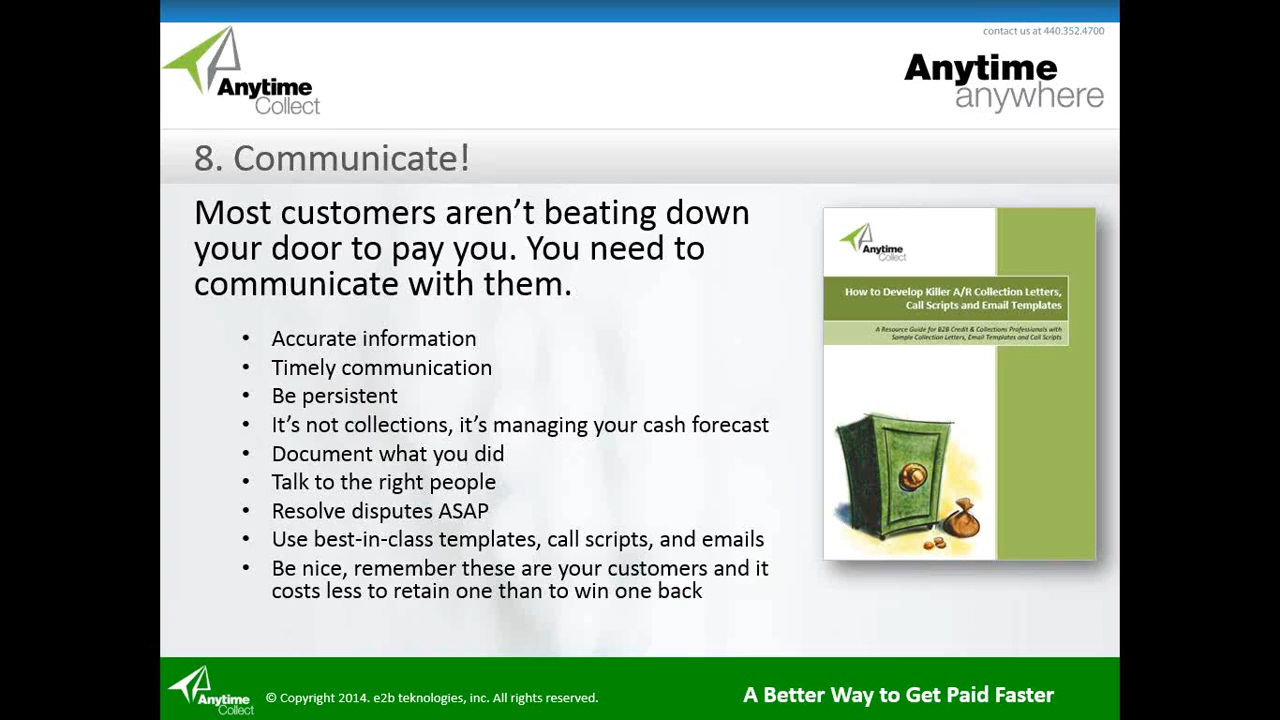 contact us at 440.352.4700
Anytime
Collect
Anytime
anywhere
8. Communicate!
Most customers aren’t beating down
your door to pay you. You need to
communicate with them.
• Accurate information
• Timely communication
• Be persistent
• It’s not collections, it’s managing your cash forecast
• Document what you did
• Talk to the right people
• Resolve disputes ASAP
• Use best-in-class templates, call scripts, and emails
• Be nice, remember these are your customers and it
costs less to retain one than to win one back
Anytime
Collect
How to Develop Killer A/R Collection Letters,
Call Scripts and Email Templates
A Resource Guide for B2B Credit & Collections Professionals with
Sample Collection Letters, Email Templates and Call Scripts
Anytime
Collect
© Copyright 2014. e2b teknologies, inc. All rights reserved.
A Better Way to Get Paid Faster